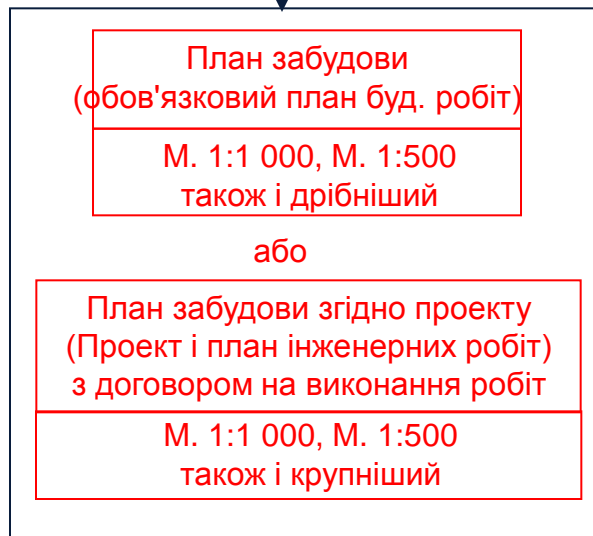 План забудови
(обов'язковий план буд. робіт)
М. 1:1 000, М. 1:500
також і дрібніший
або
План забудови згідно проекту
(Проект і план інженерних робіт)
з договором на виконання робіт
М. 1:1 000, М. 1:500
також і крупніший